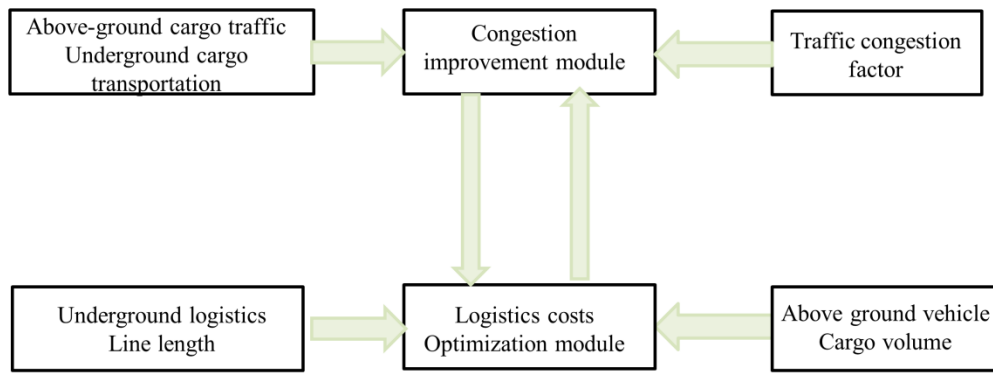 Above-ground cargo traffic
Underground cargo
transportation
Congestion
improvement module
Traffic congestion
factor
Underground logistics
Line length
Logistics costs
Optimization module
Above ground vehicle
Cargo volume